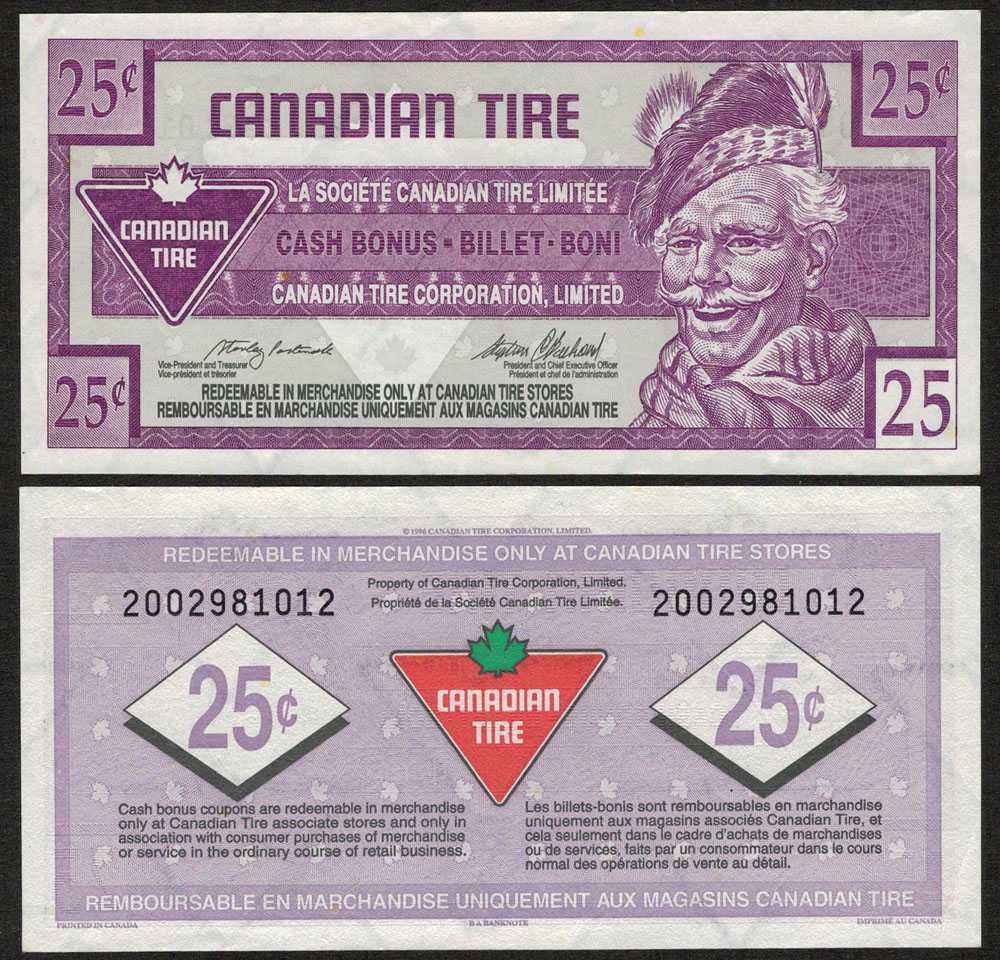 25¢
25¢
CANADIAN TIRE
LA SOCIÉTÉ CANADIAN TIRE LIMITÉE
CANADIAN
TIRE
CASH BONUS - BILLET - BONI
CANADIAN TIRE CORPORATION, LIMITED
Vice-President and Treasurer
Vice-président et trésorier
President and Chief Executive Officer
Président et chef de l'administration
25¢
REDEEMABLE IN MERCHANDISE ONLY AT CANADIAN TIRE STORES
REMBOURSABLE EN MARCHANDISE UNIQUEMENT AUX MAGASINS CANADIAN TIRE
25
© 1996 CANADIAN TIRE CORPORATION, LIMITED.
REDEEMABLE IN MERCHANDISE ONLY AT CANADIAN TIRE STORES
Property of Canadian Tire Corporation, Limited.
Propriété de la Société Canadian Tire Limitée.
2002981012
2002981012
25¢
CANADIAN
TIRE
25¢
Cash bonus coupons are redeemable in merchandise
only at Canadian Tire associate stores and only in
association with consumer purchases of merchandise
or service in the ordinary course of retail business.
Les billets-bonis sont remboursables en marchandise
uniquement aux magasins associés Canadian Tire, et
cela seulement dans le cadre d'achats de marchandises
ou de services, faits par un consommateur dans le cours
normal des opérations de vente au détail.
REMBOURSABLE EN MARCHANDISE UNIQUEMENT AUX MAGASINS CANADIAN TIRE
PRINTED IN CANADA
B A BANKNOTE
IMPRIMÉ AU CANADA